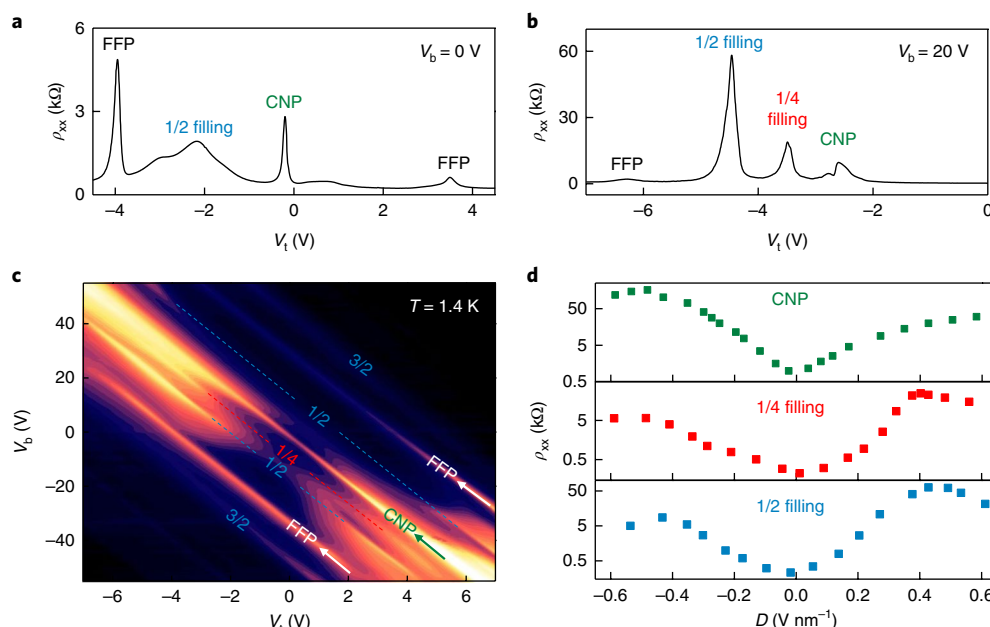 a
6
FFP
V_b = 0 V
1/2 filling
CNP
FFP
ρ_xx (kΩ)
3
0
−4
−2
0
2
4
V_t (V)
b
1/2 filling
V_b = 20 V
60
1/4
filling
CNP
FFP
ρ_xx (kΩ)
30
0
−6
−4
−2
0
V_t (V)
c
T = 1.4 K
40
20
0
−20
−40
V_b (V)
3/2
1/2
1/4
1/2
3/2
FFP
CNP
FFP
−6
−4
−2
0
2
4
6
(V)
d
CNP
50
5
0.5
1/4 filling
5
0.5
1/2 filling
50
5
0.5
ρ_xx (kΩ)
−0.6
−0.4
−0.2
0.0
0.2
0.4
0.6
D (V nm⁻¹)